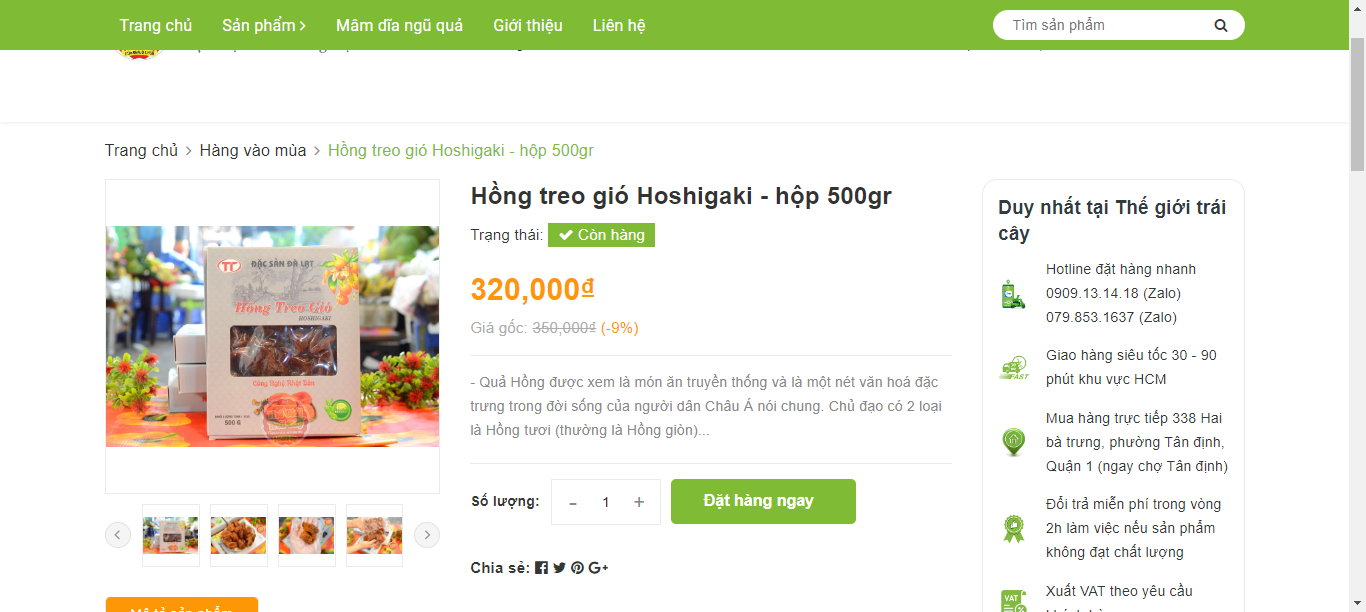 Trang chủ
Sản phẩm
Mâm dĩa ngũ quả
Giới thiệu
Liên hệ
Tìm sản phẩm
Trang chủ > Hàng vào mùa > Hồng treo gió Hoshigaki - hộp 500gr
TT
ĐẶC SẢN ĐÀ LẠT
Hồng Treo Gió
HOSHIGAKI
Công Nghệ Nhật Bản
500 G
Hồng treo gió Hoshigaki - hộp 500gr
Trạng thái: Còn hàng
320,000₫
Giá gốc: 350,000₫ (-9%)
- Quả Hồng được xem là món ăn truyền thống và là một nét văn hoá đặc
trưng trong đời sống của người dân Châu Á nói chung. Chủ đạo có 2 loại
là Hồng tươi (thường là Hồng giòn)...
Số lượng: - 1 + Đặt hàng ngay
Chia sẻ:
Mô tả sản phẩm
Duy nhất tại Thế giới trái
cây
Hotline đặt hàng nhanh
0909.13.14.18 (Zalo)
079.853.1637 (Zalo)
FAST
Giao hàng siêu tốc 30 - 90
phút khu vực HCM
Mua hàng trực tiếp 338 Hai
bà trưng, phường Tân định,
Quận 1 (ngay chợ Tân định)
Đổi trả miễn phí trong vòng
2h làm việc nếu sản phẩm
không đạt chất lượng
VAT
Xuất VAT theo yêu cầu